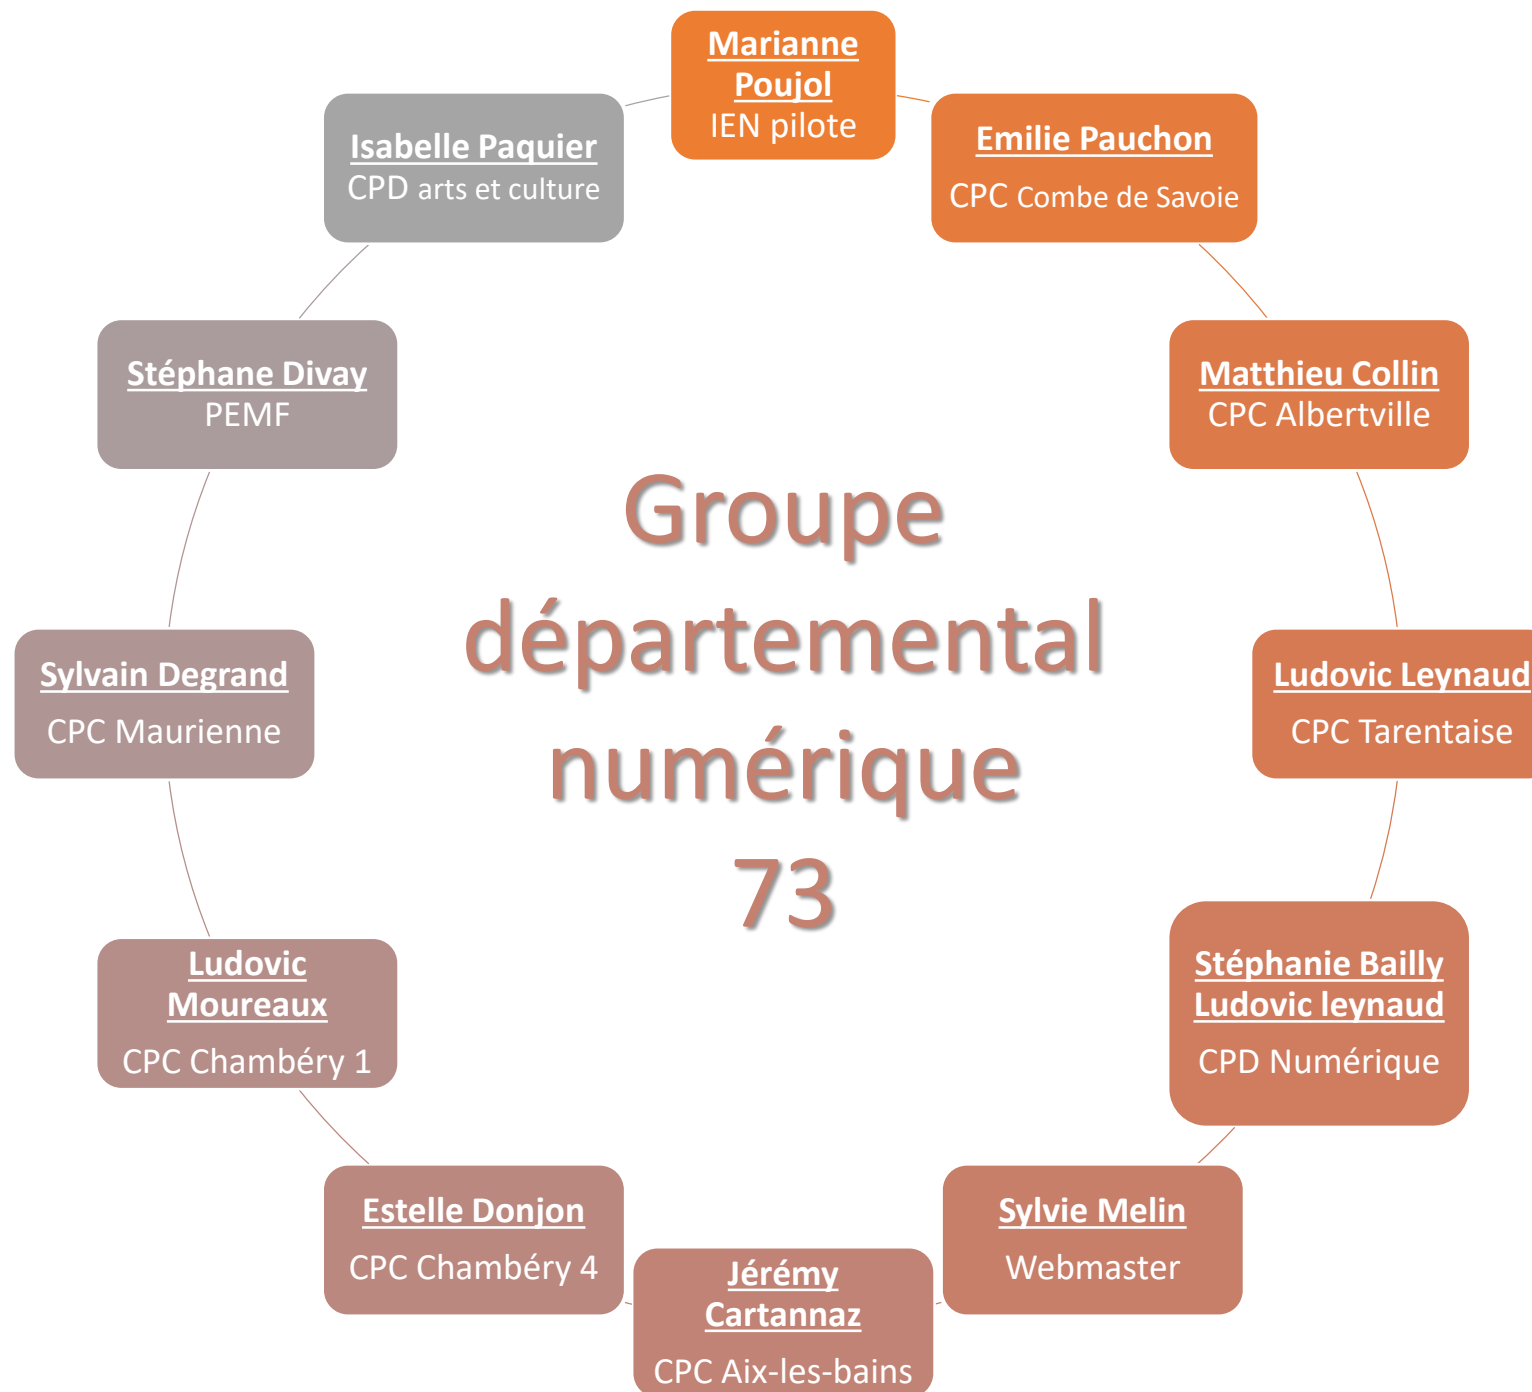 Marianne
Poujol
IEN pilote
Emilie Pauchon
CPC Combe de Savoie
Matthieu Collin
CPC Albertville
Ludovic Leynaud
CPC Tarentaise
Stéphanie Bailly
Ludovic leynaud
CPD Numérique
Sylvie Melin
Webmaster
Jérémy
Cartannaz
CPC Aix-les-bains
Estelle Donjon
CPC Chambéry 4
Ludovic
Moureaux
CPC Chambéry 1
Sylvain Degrand
CPC Maurienne
Stéphane Divay
PEMF
Isabelle Paquier
CPD arts et culture
Groupe
départemental
numérique
73